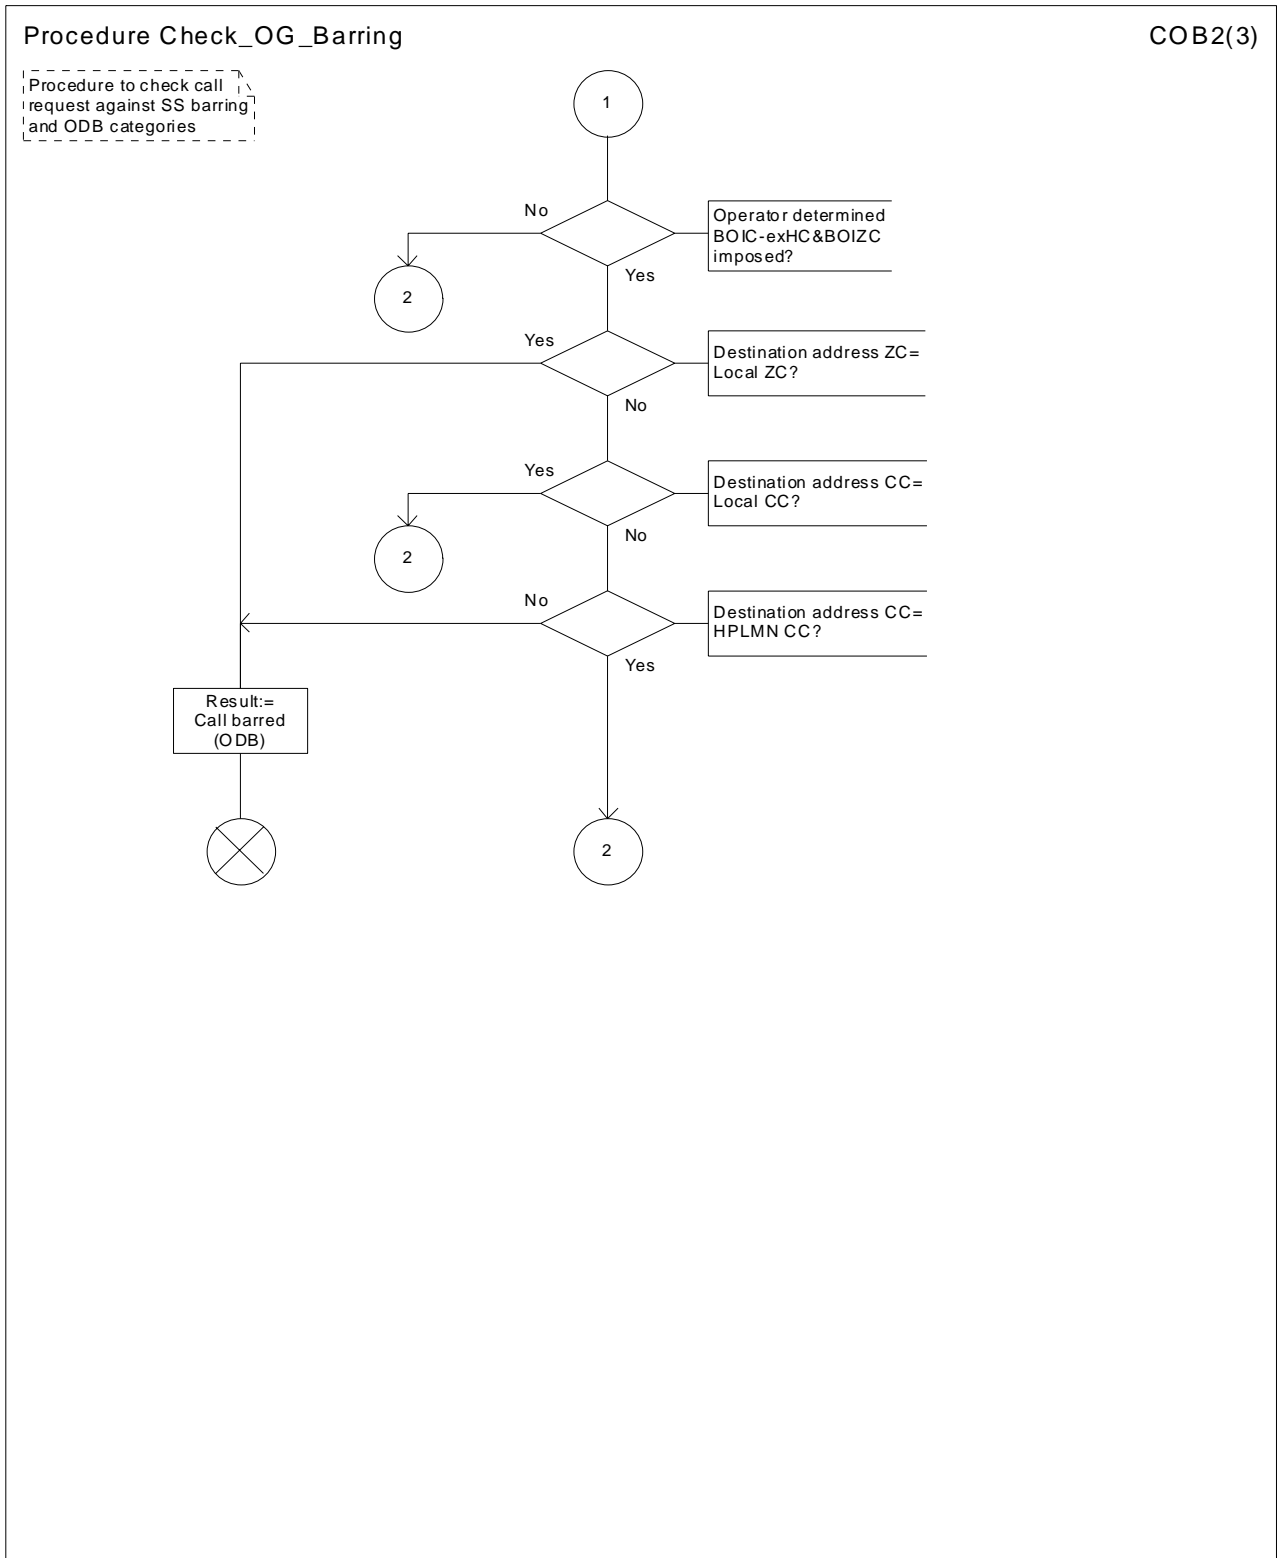 Procedure Check_OG_Barring
COB2(3)
Procedure to check call
request against SS barring
and ODB categories
1
No
Operator determined
BOIC-exHC&BOIZC
imposed?
Yes
2
Yes
Destination address ZC=
Local ZC?
No
Yes
Destination address CC=
Local CC?
No
2
No
Destination address CC=
HPLMN CC?
Yes
Result:=
Call barred
(ODB)
2